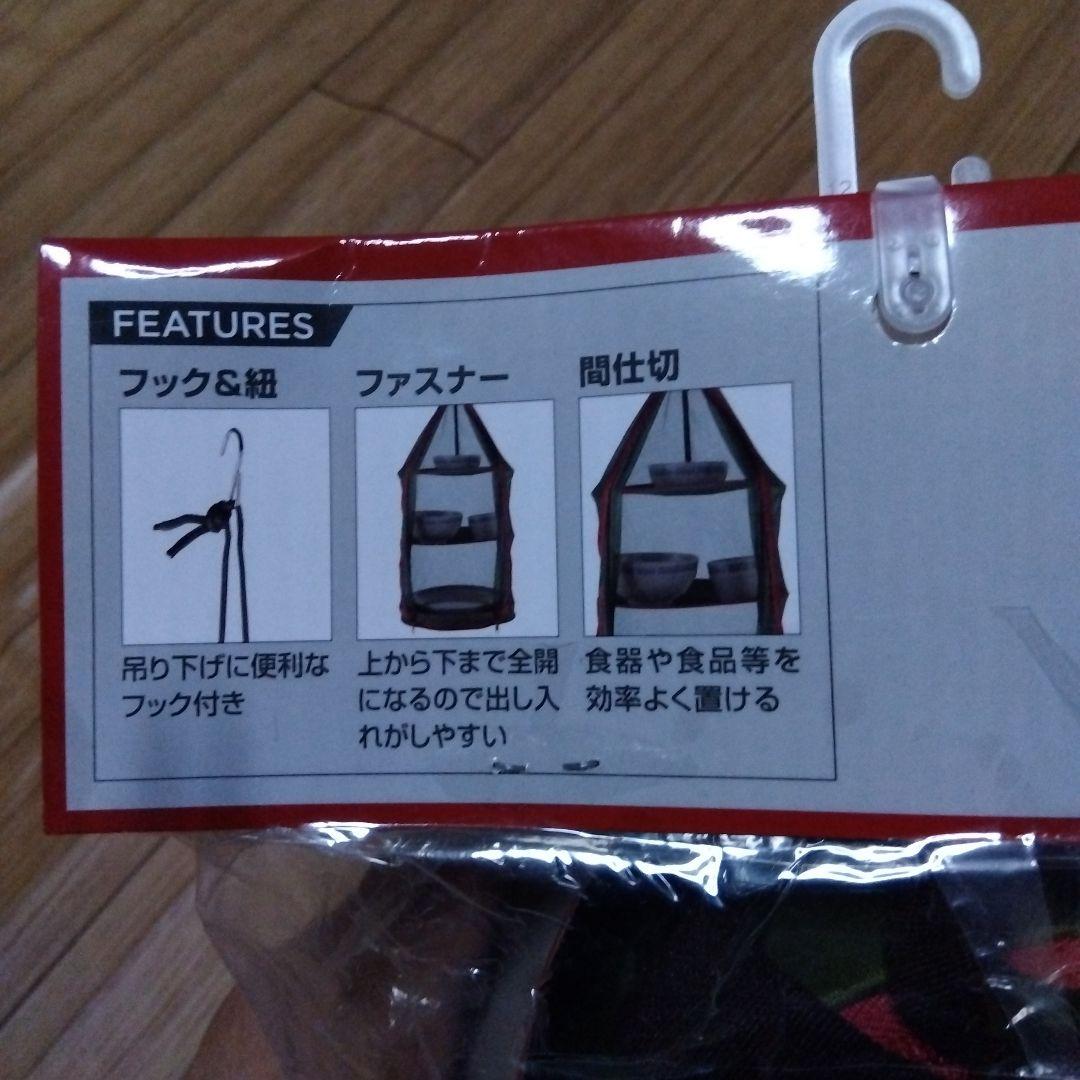 FEATURES
フック&紐
ファスナー
間仕切
吊り下げに便利な
フック付き
上から下まで全開
になるので出し入
れがしやすい
食器や食品等を
効率よく置ける
12